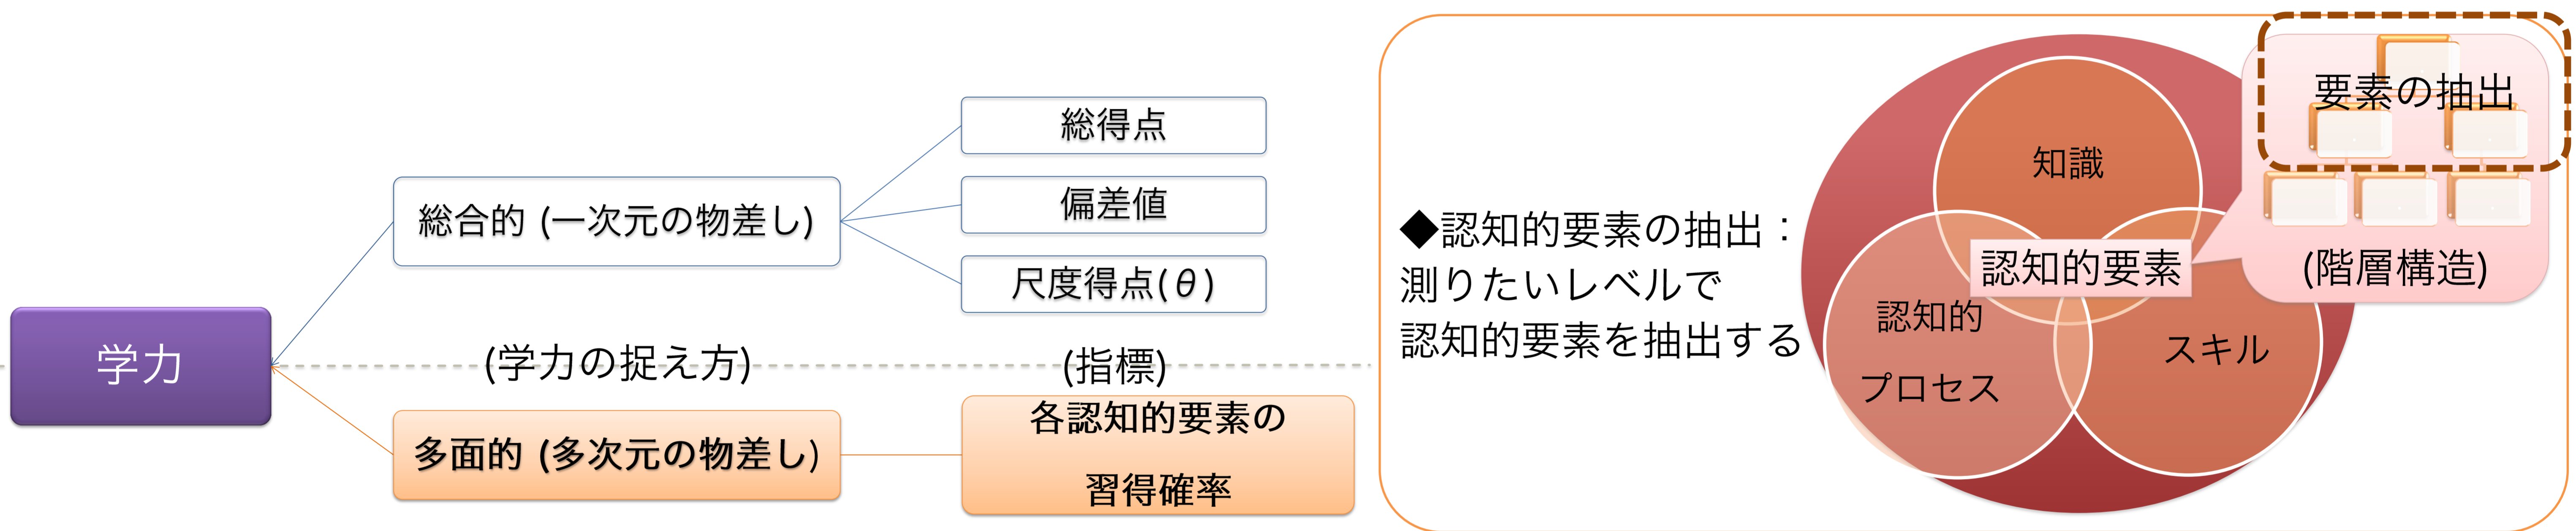 学力
総合的 (一次元の物差し)
総得点
偏差値
尺度得点(θ)
(学力の捉え方)
(指標)
多面的 (多次元の物差し)
各認知的要素の
習得確率
◆認知的要素の抽出：
測りたいレベルで
認知的要素を抽出する
知識
認知的要素
認知的
プロセス
スキル
要素の抽出
(階層構造)